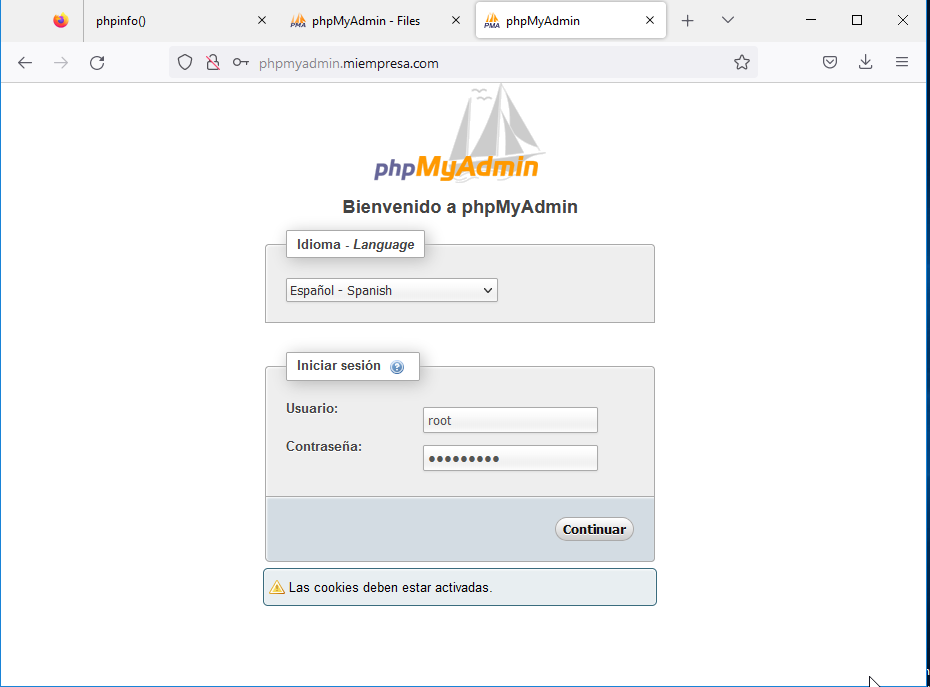 phpinfo()
phpMyAdmin - Files
phpMyAdmin
phpmyadmin.miempresa.com
phpMyAdmin
Bienvenido a phpMyAdmin
Idioma - Language
Español - Spanish
Iniciar sesión
Usuario:
root
Contraseña:
Continuar
Las cookies deben estar activadas.